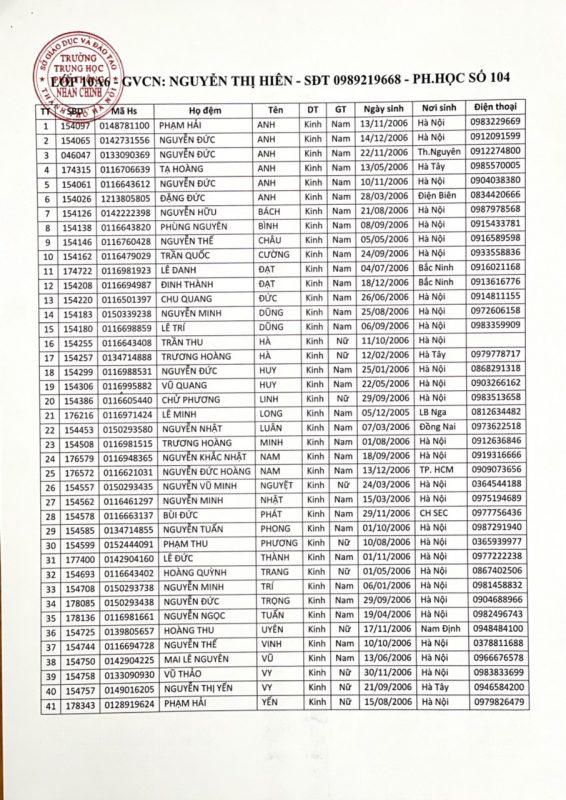 SỞ GIÁO DỤC VÀ ĐÀO TẠO
TRƯỜNG
TRUNG HỌC
PHỔ THÔNG
NHÂN CHÍNH
THÀNH PHỐ HÀ NỘI
LỚP 10A6 - GVCN: NGUYỄN THỊ HIÊN - SĐT 0989219668 - PH.HỌC SỐ 104
TT SBD Mã Hs Họ đệm Tên DT GT Ngày sinh Nơi sinh Điện thoại
1 154097 0148781100 PHẠM HẢI ANH Kinh Nam 13/11/2006 Hà Nội 0983229669
2 154065 0142731556 NGUYỄN ĐỨC ANH Kinh Nam 14/12/2006 Hà Nội 0912091599
3 046047 0133090369 NGUYỄN ĐỨC ANH Kinh Nam 22/11/2006 Th.Nguyên 0912274800
4 174315 0116706639 TẠ HOÀNG ANH Kinh Nam 13/05/2006 Hà Tây 0985570005
5 154061 0116643612 NGUYỄN ĐỨC ANH Kinh Nam 10/11/2006 Hà Nội 0904038380
6 154026 1213805805 ĐẶNG ĐỨC ANH Kinh Nam 28/03/2006 Điện Biên 0834420666
7 154126 0142222398 NGUYỄN HỮU BÁCH Kinh Nam 21/08/2006 Hà Nội 0987978568
8 154138 0116643820 PHÙNG NGUYÊN BÌNH Kinh Nam 08/09/2006 Hà Nội 0915433781
9 154146 0116760428 NGUYỄN THẾ CHÂU Kinh Nam 05/05/2006 Hà Nội 0916589598
10 154162 0116479029 TRẦN QUỐC CƯỜNG Kinh Nam 24/09/2006 Hà Nội 0933558836
11 174722 0116981923 LÊ DANH ĐẠT Kinh Nam 04/07/2006 Bắc Ninh 0916021168
12 154208 0116694987 ĐINH THÀNH ĐẠT Kinh Nam 18/12/2006 Bắc Ninh 0913616776
13 154220 0116501397 CHU QUANG ĐỨC Kinh Nam 26/06/2006 Hà Nội 0914811155
14 154183 0150339238 NGUYỄN MINH DŨNG Kinh Nam 25/08/2006 Hà Nội 0972606158
15 154180 0116698859 LÊ TRÍ DŨNG Kinh Nam 06/09/2006 Hà Nội 0983359909
16 154255 0116643408 TRẦN THU HÀ Kinh Nữ 11/10/2006 Hà Nội
17 154257 0134714888 TRƯƠNG HOÀNG HÀ Kinh Nữ 12/02/2006 Hà Tây 0979778717
18 154299 0116988531 NGUYỄN ĐỨC HUY Kinh Nam 10/01/2006 Hà Nội 0868291318
19 154306 0116995882 VŨ QUANG HUY Kinh Nam 22/05/2006 Hà Nội 0903266162
20 154386 0116605440 CHỬ PHƯƠNG LINH Kinh Nữ 29/09/2006 Hà Nội 0983513658
21 176216 0116971424 LÊ MINH LONG Kinh Nam 05/12/2005 LB Nga 0812634482
22 154453 0150293580 NGUYỄN NHẬT LUÂN Kinh Nam 07/03/2006 Đồng Nai 0973622518
23 154508 0116981515 TRƯƠNG HOÀNG MINH Kinh Nam 01/08/2006 Hà Nội 0912636846
24 176579 0116948365 NGUYỄN KHẮC NHẬT NAM Kinh Nam 18/09/2006 Hà Nội 0919316666
25 176572 0116621031 NGUYỄN ĐỨC HOÀNG NAM Kinh Nam 13/12/2006 TP. HCM 0909073656
26 154557 0150293435 NGUYỄN VŨ MINH NGUYỆT Kinh Nữ 24/03/2006 Hà Nội 0364544188
27 154562 0116461297 NGUYỄN MINH NHẬT Kinh Nam 15/03/2006 Hà Nội 0975194689
28 154578 0116663137 BÙI ĐỨC PHÁT Kinh Nam 29/11/2006 CH SEC 0977756436
29 154585 0134714855 NGUYỄN TUẤN PHONG Kinh Nam 01/10/2006 Hà Nội 0987291940
30 154599 0152444091 PHẠM THU PHƯƠNG Kinh Nữ 10/08/2006 Hà Nội 0365939977
31 177400 0142904160 LÊ ĐỨC THÀNH Kinh Nam 01/11/2006 Hà Nội 0977222238
32 154693 0116643402 HOÀNG QUỲNH TRANG Kinh Nữ 01/05/2006 Hà Nội 0867402506
33 154708 0150293738 NGUYỄN MINH TRÍ Kinh Nam 06/01/2006 Hà Nội 0981458832
34 178085 0150293438 NGUYỄN ĐỨC TRỌNG Kinh Nam 29/09/2006 Hà Nội 0904688966
35 178136 0116981661 NGUYỄN NGỌC TUẤN Kinh Nam 19/04/2006 Hà Nội 0982496743
36 154725 0139805657 HOÀNG THU UYÊN Kinh Nữ 17/11/2006 Nam Định 0948484100
37 154744 0116694728 NGUYỄN THẾ VINH Kinh Nam 10/10/2006 Hà Nội 0378811688
38 154750 0142904225 MAI LÊ NGUYÊN VŨ Kinh Nam 13/06/2006 Hà Nội 0966676578
39 154758 0133090930 VŨ THẢO VY Kinh Nữ 30/11/2006 Hà Nội 0983833699
40 154757 0149016205 NGUYỄN THỊ YẾN VY Kinh Nữ 21/09/2006 Hà Tây 0946584200
41 178343 0128919624 PHẠM HẢI YẾN Kinh Nữ 15/08/2006 Hà Nội 0979826479